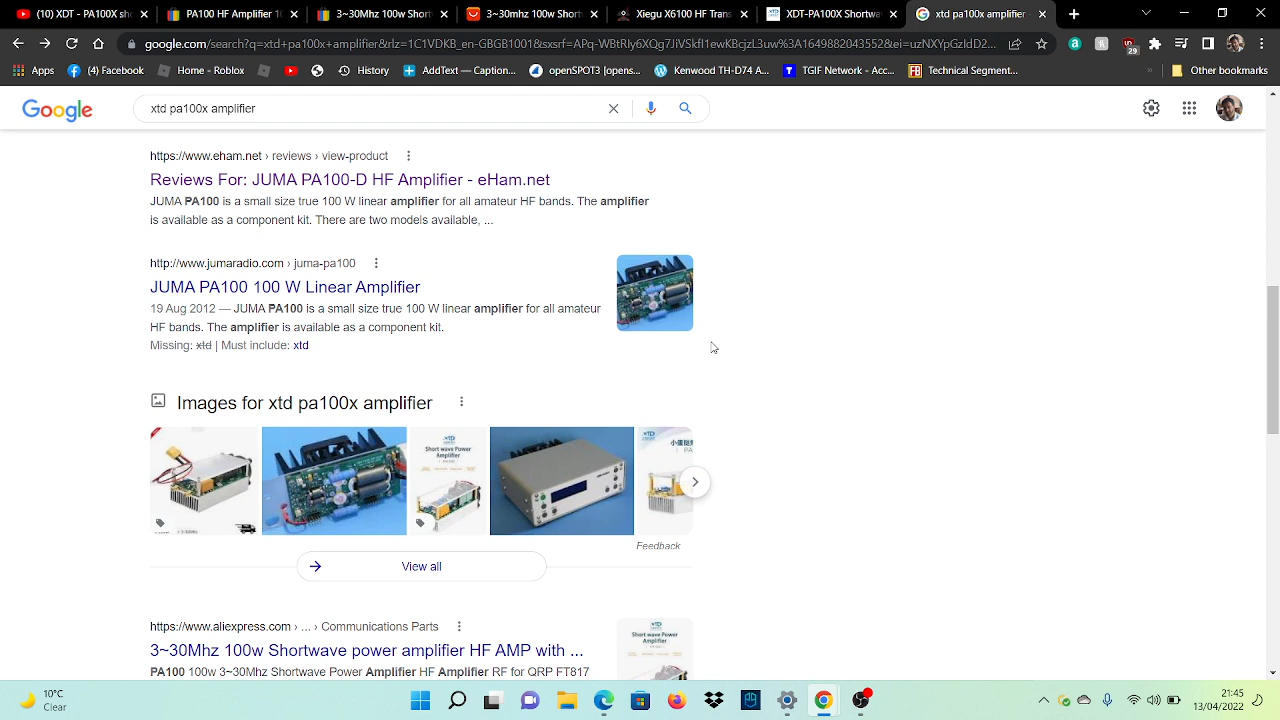 (10) XDT - PA100X sho
PA100 HF Amplifier 10
3~30Mhz 100w Short
3~30Mhz 100w Short
Xiegu X6100 HF Trans
XDT-PA100X Shortwa
xtd pa100x amplifier -
google.com/search?q=xtd+pa100x+amplifier&rlz=1C1VDKB_en-GBGB1001&sxsrf=
Apps
(4) Facebook
Home - Roblox
History
AddText — Caption...
openSPOT3 [opens...
Kenwood TH-D74 A...
TGIF Network - Acc...
Technical Segment...
»
Other bookmarks
29
Google
xtd pa100x amplifier
https://www.eham.net › reviews › view-product
Reviews For: JUMA PA100-D HF Amplifier - eHam.net
JUMA PA100 is a small size true 100 W linear amplifier for all amateur HF bands. The amplifier
is available as a component kit. There are two models available, ...
http://www.jumaradio.com › juma-pa100
JUMA PA100 100 W Linear Amplifier
19 Aug 2012 — JUMA PA100 is a small size true 100 W linear amplifier for all amateur
HF bands. The amplifier is available as a component kit.
Missing: xtd | Must include: xtd
Images for xtd pa100x amplifier
XTD
Short wave Power
Amplifier
Feedback
View all
https://www.aliexpress.com › ... › Communications Parts
3~30Mhz 100w Shortwave power amplifier HF AMP with ...
PA100 100w 3~30Mhz Shortwave Power Amplifier HF Amplifier RF for QRP FT817
Short wave Power
Amplifier
10°C
Clear
21:45
13/04/2022